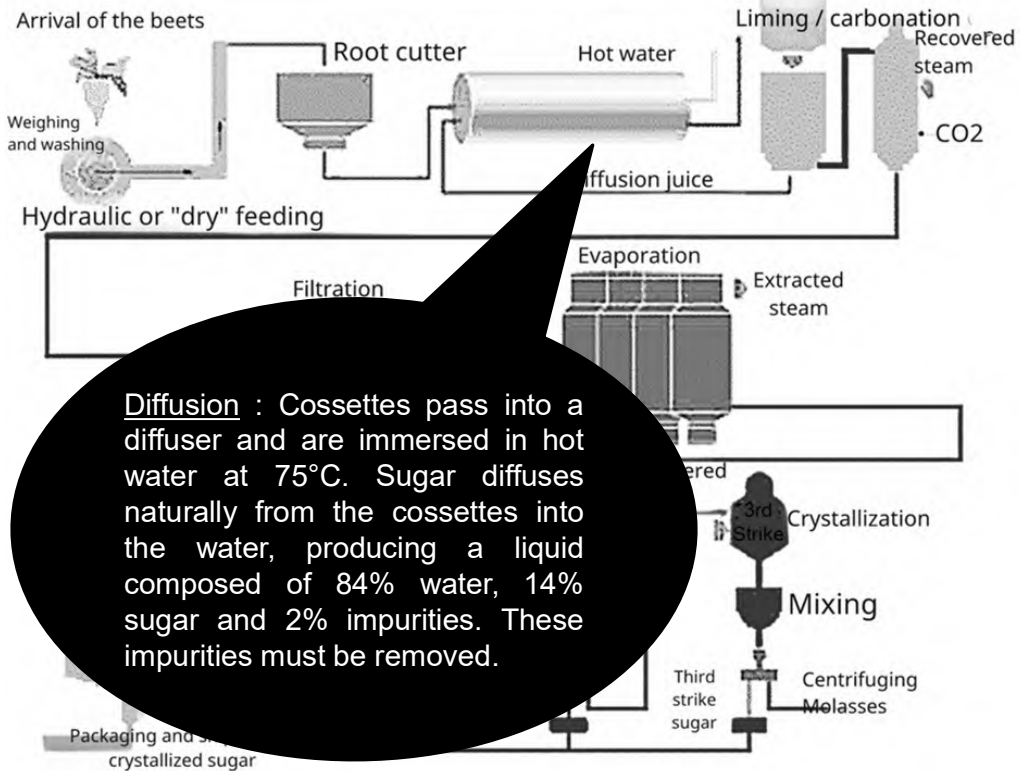 Arrival of the beets
Liming / carbonation
Recovered
steam
Root cutter
Hot water
Weighing
and washing
CO2
diffusion juice
Hydraulic or "dry" feeding
Evaporation
Extracted
steam
Filtration
Diffusion : Cossettes pass into a
diffuser and are immersed in hot
water at 75°C. Sugar diffuses
naturally from the cossettes into
the water, producing a liquid
composed of 84% water, 14%
sugar and 2% impurities. These
impurities must be removed.
3rd
Strike
Crystallization
Mixing
Third
strike
sugar
Centrifuging
Molasses
Packaging and
crystallized sugar